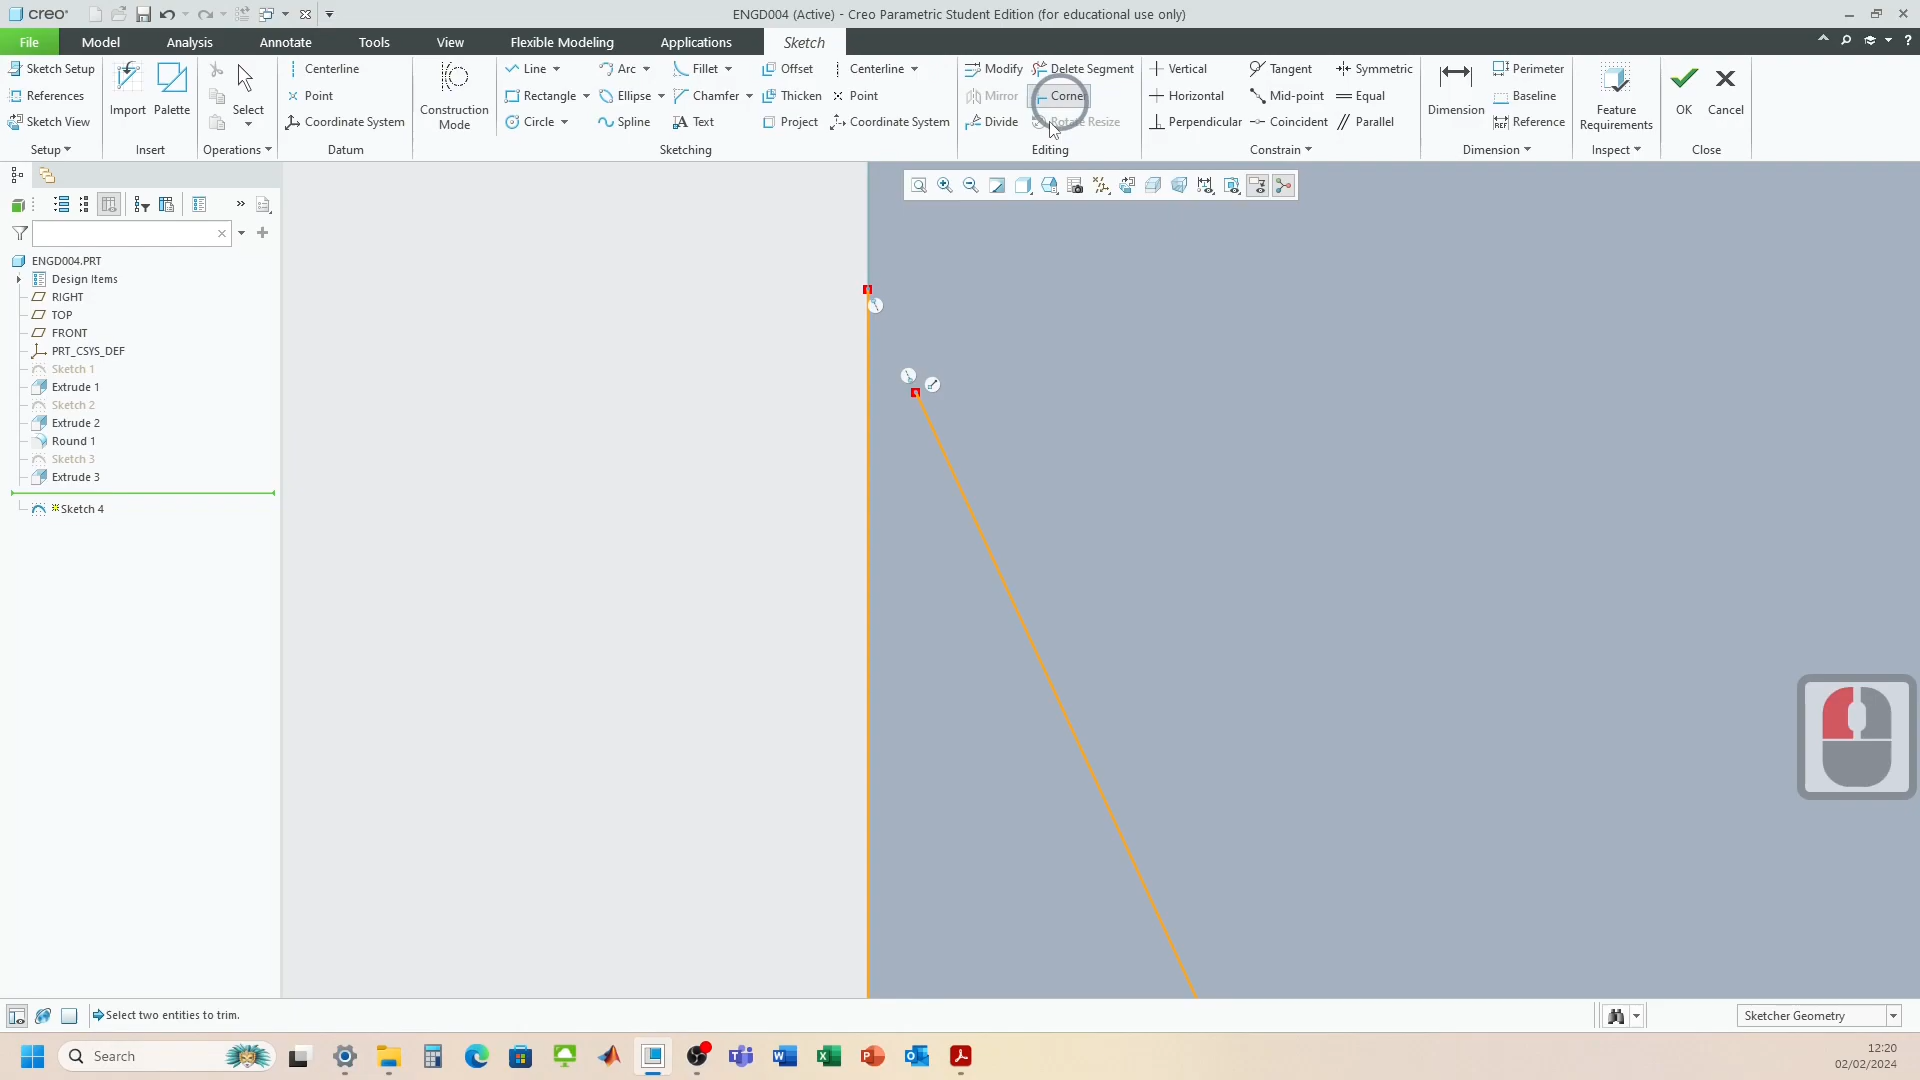 creo
ENGD004 (Active) - Creo Parametric Student Edition (for educational use only)
File Model Analysis Annotate Tools View Flexible Modeling Applications Sketch
Sketch Setup
References
Sketch View
Setup
Import
Palette
Insert
Select
Operations
Centerline
Point
Coordinate System
Datum
Construction
Mode
Line
Rectangle
Circle
Arc
Ellipse
Spline
Fillet
Chamfer
Text
Offset
Thicken
Project
Centerline
Point
Coordinate System
Sketching
Modify
Mirror
Divide
Delete Segment
Corner
Rotate Resize
Editing
Vertical
Horizontal
Perpendicular
Tangent
Mid-point
Coincident
Symmetric
Equal
Parallel
Constrain
Dimension
Perimeter
Baseline
Reference
Dimension
Feature
Requirements
Inspect
OK
Cancel
Close
ENGD004.PRT
Design Items
RIGHT
TOP
FRONT
PRT_CSYS_DEF
Sketch 1
Extrude 1
Sketch 2
Extrude 2
Round 1
Sketch 3
Extrude 3
Sketch 4
Select two entities to trim.
Sketcher Geometry
Search
12:20
02/02/2024